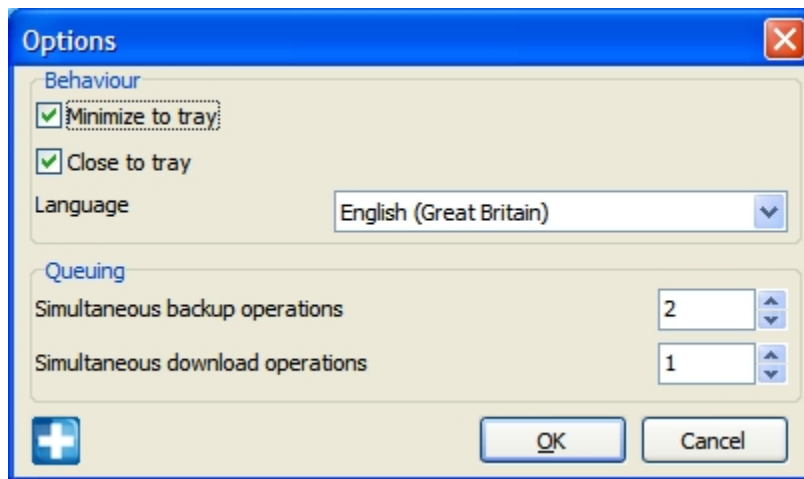 Options
Behaviour
Minimize to tray
Close to tray
Language English (Great Britain)
Queuing
Simultaneous backup operations 2
Simultaneous download operations 1
OK Cancel